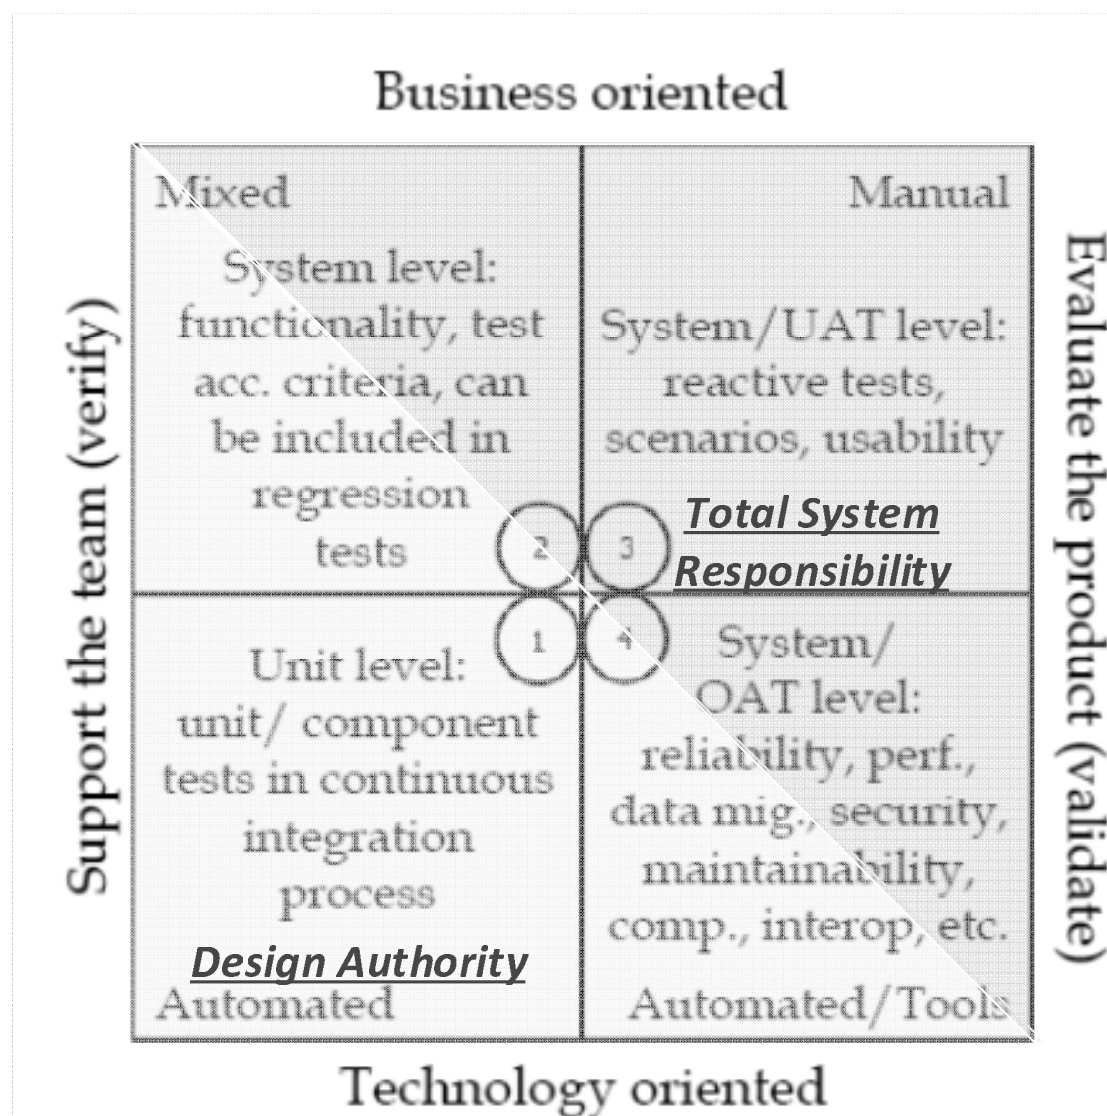 Business oriented
Mixed
System level:
functionality, test
acc. criteria, can
be included in
regression
tests
2
Manual
System/UAT level:
reactive tests,
scenarios, usability
3
Total System
Responsibility
Support the team (verify)
Evaluate the product (validate)
1
Unit level:
unit/ component
tests in continuous
integration
process
Design Authority
Automated
4
System/
OAT level:
reliability, perf.,
data mig., security,
maintainability,
comp., interop, etc.
Automated/Tools
Technology oriented